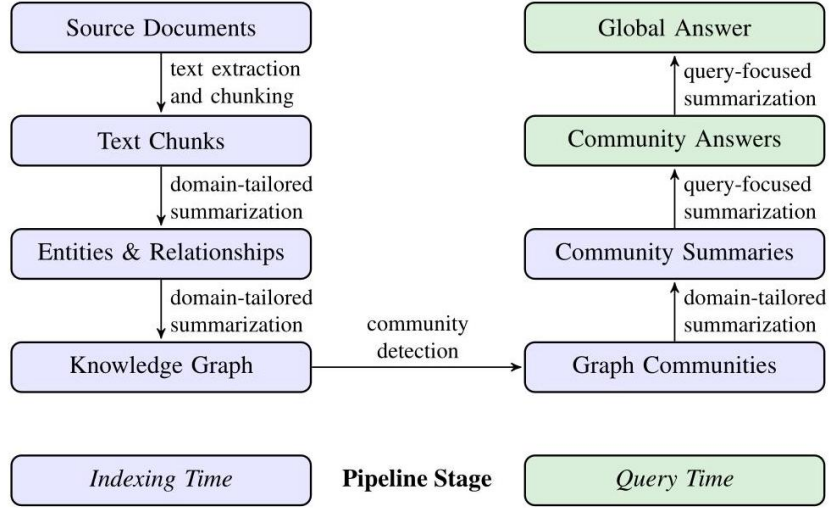 Source Documents
text extraction
and chunking
Text Chunks
domain-tailored
summarization
Entities & Relationships
domain-tailored
summarization
Knowledge Graph
community
detection
Global Answer
query-focused
summarization
Community Answers
query-focused
summarization
Community Summaries
domain-tailored
summarization
Graph Communities
Indexing Time
Pipeline Stage
Query Time